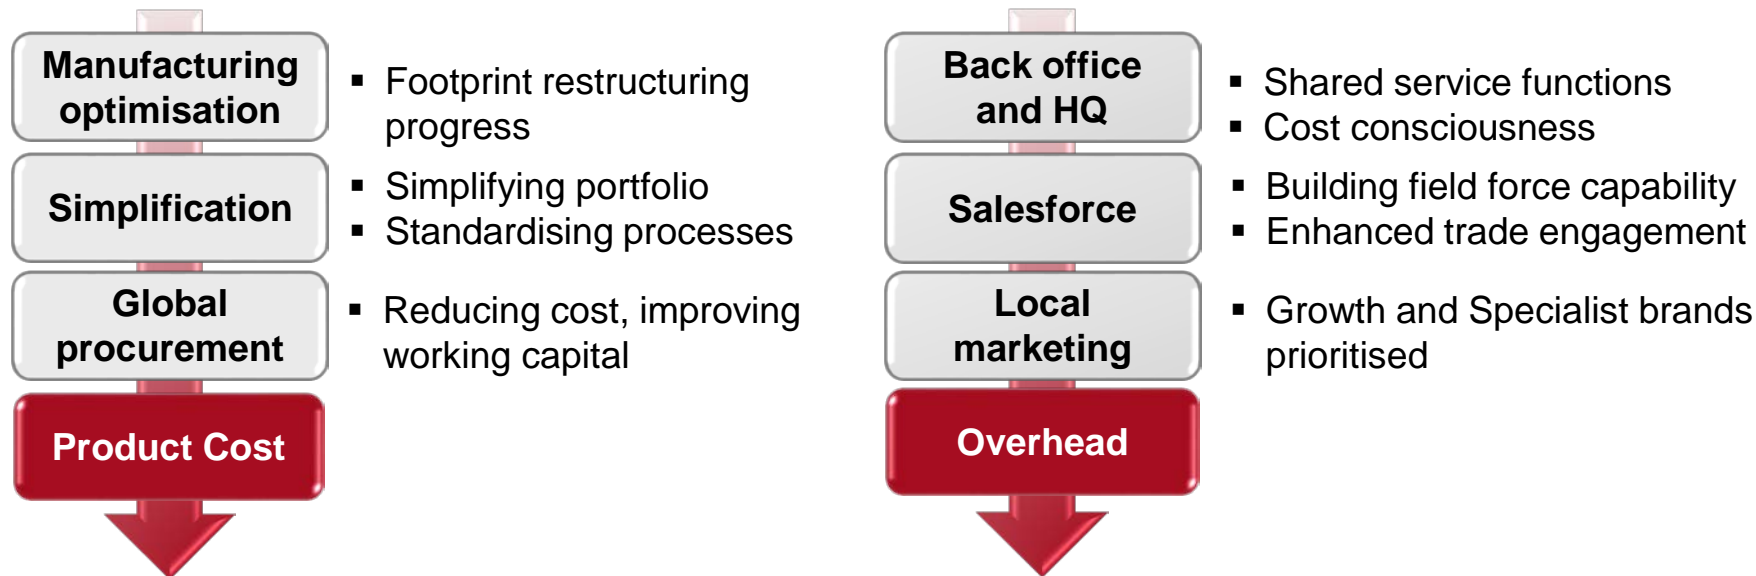 Manufacturing
optimisation
▪ Footprint restructuring
progress
Simplification
▪ Simplifying portfolio
▪ Standardising processes
Global
procurement
▪ Reducing cost, improving
working capital
Product Cost
Back office
and HQ
▪ Shared service functions
▪ Cost consciousness
Salesforce
▪ Building field force capability
▪ Enhanced trade engagement
Local
marketing
▪ Growth and Specialist brands
prioritised
Overhead